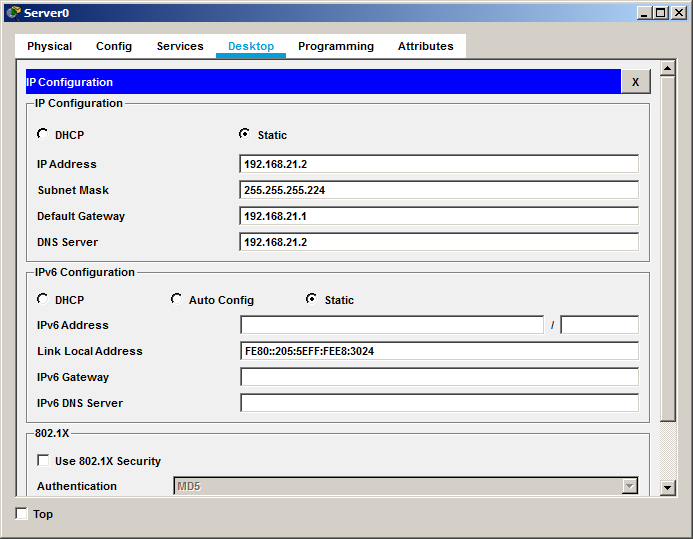 Server0
Physical Config Services Desktop Programming Attributes
IP Configuration X
IP Configuration
DHCP Static
IP Address 192.168.21.2
Subnet Mask 255.255.255.224
Default Gateway 192.168.21.1
DNS Server 192.168.21.2
IPv6 Configuration
DHCP Auto Config Static
IPv6 Address /
Link Local Address FE80::205:5EFF:FEE8:3024
IPv6 Gateway
IPv6 DNS Server
802.1X
Use 802.1X Security
Authentication MD5
Top